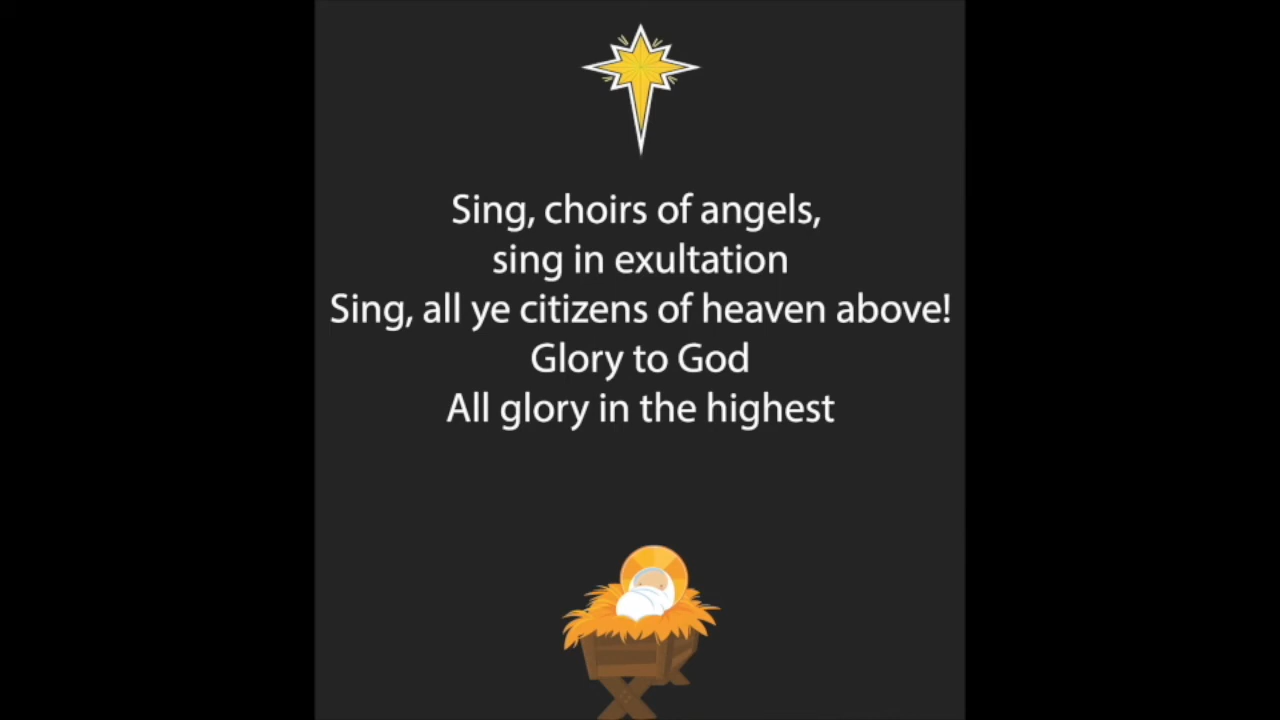 Sing, choirs of angels,
sing in exultation
Sing, all ye citizens of heaven above!
Glory to God
All glory in the highest